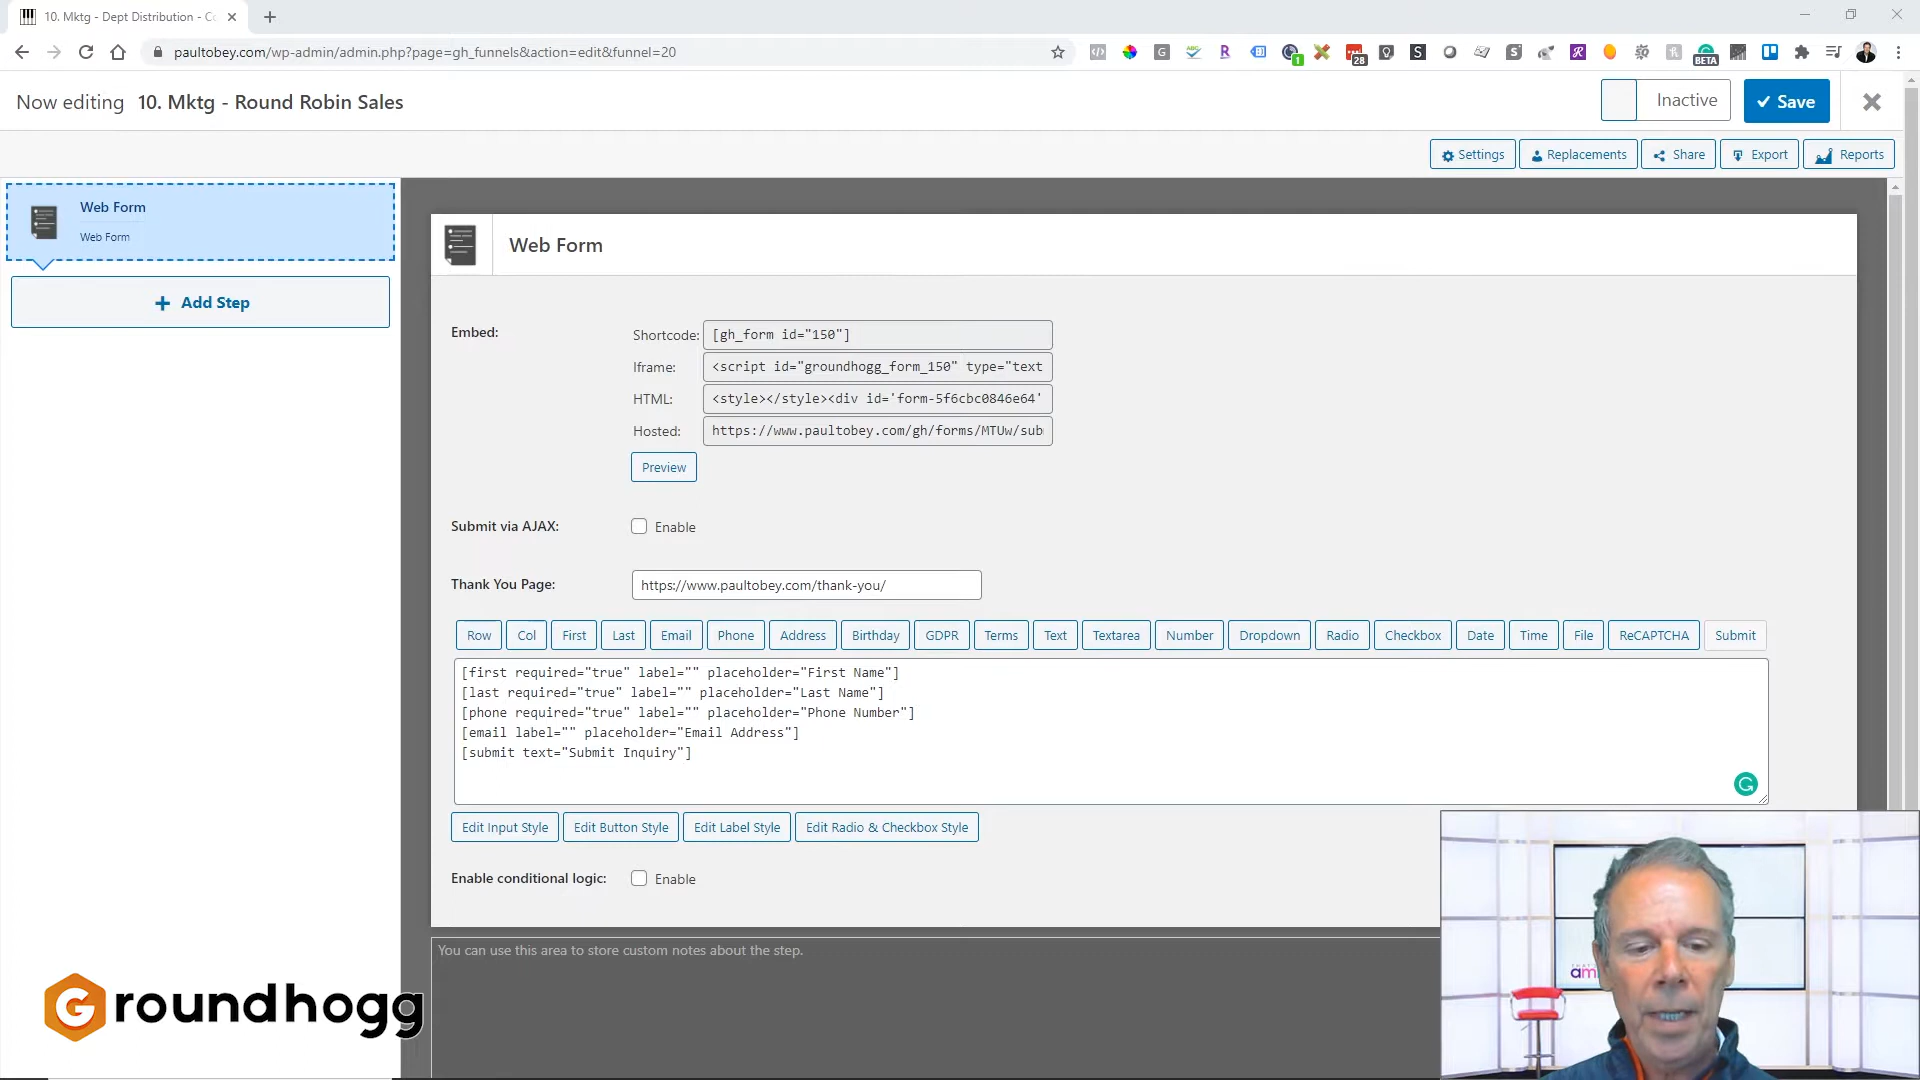 10. Mktg - Dept Distribution - Co
paultobey.com/wp-admin/admin.php?page=gh_funnels&action=edit&funnel=20
1
28
BETA
Now editing 10. Mktg - Round Robin Sales
Inactive
Save
Settings
Replacements
Share
Export
Reports
Web Form
Web Form
Add Step
Web Form
Embed:
Shortcode: [gh_form id="150"]
Iframe: <script id="groundhogg_form_150" type="text
HTML: <style></style><div id='form-5f6cbc0846e64'
Hosted: https://www.paultobey.com/gh/forms/MTUw/sub
Preview
Submit via AJAX: Enable
Thank You Page: https://www.paultobey.com/thank-you/
Row Col First Last Email Phone Address Birthday GDPR Terms Text Textarea Number Dropdown Radio Checkbox Date Time File ReCAPTCHA Submit
[first required="true" label="" placeholder="First Name"]
[last required="true" label="" placeholder="Last Name"]
[phone required="true" label="" placeholder="Phone Number"]
[email label="" placeholder="Email Address"]
[submit text="Submit Inquiry"]
Edit Input Style Edit Button Style Edit Label Style Edit Radio & Checkbox Style
Enable conditional logic: Enable
You can use this area to store custom notes about the step.
Groundhogg